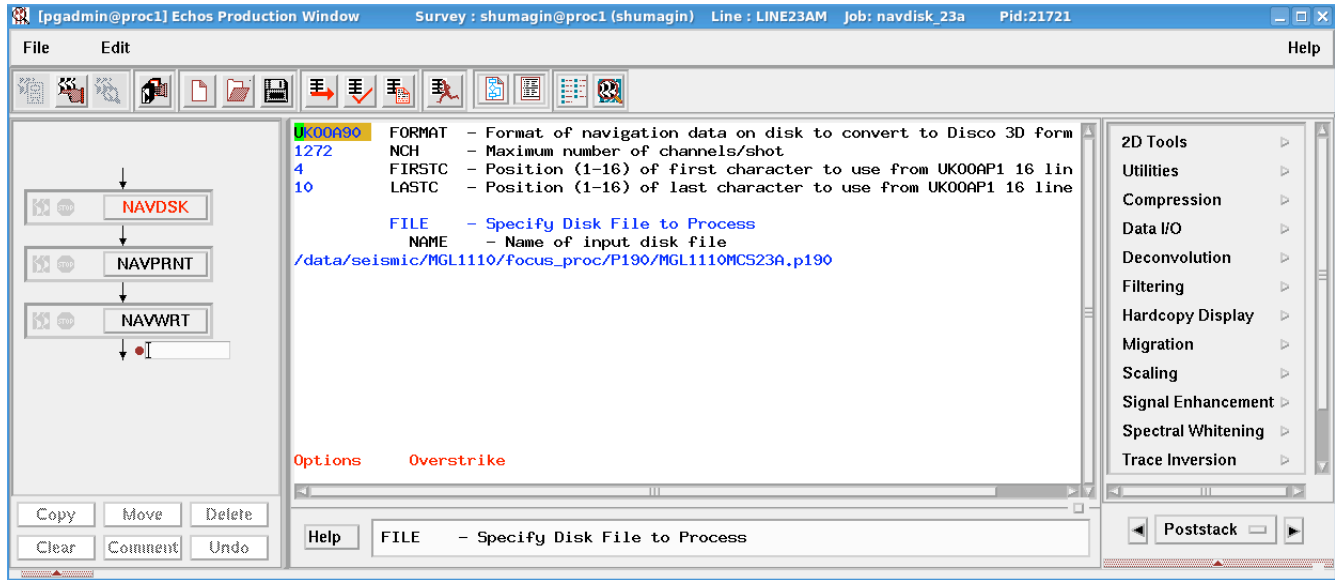 [pgadmin@proc1] Echos Production Window Survey : shumagin@proc1 (shumagin) Line : LINE23AM Job: navdisk_23a Pid:21721
File Edit Help
NAVDSK
NAVPRNT
NAVWRT
Copy Move Delete
Clear Comment Undo
UKOOA90 FORMAT - Format of navigation data on disk to convert to Disco 3D form
1272 NCH - Maximum number of channels/shot
4 FIRSTC - Position (1-16) of first character to use from UKOOAP1 16 lin
10 LASTC - Position (1-16) of last character to use from UKOOAP1 16 line
FILE - Specify Disk File to Process
NAME - Name of input disk file
/data/seismic/MGL1110/focus_proc/P190/MGL1110MCS23A.p190
Options Overstrike
Help FILE - Specify Disk File to Process
2D Tools
Utilities
Compression
Data I/O
Deconvolution
Filtering
Hardcopy Display
Migration
Scaling
Signal Enhancement
Spectral Whitening
Trace Inversion
Poststack